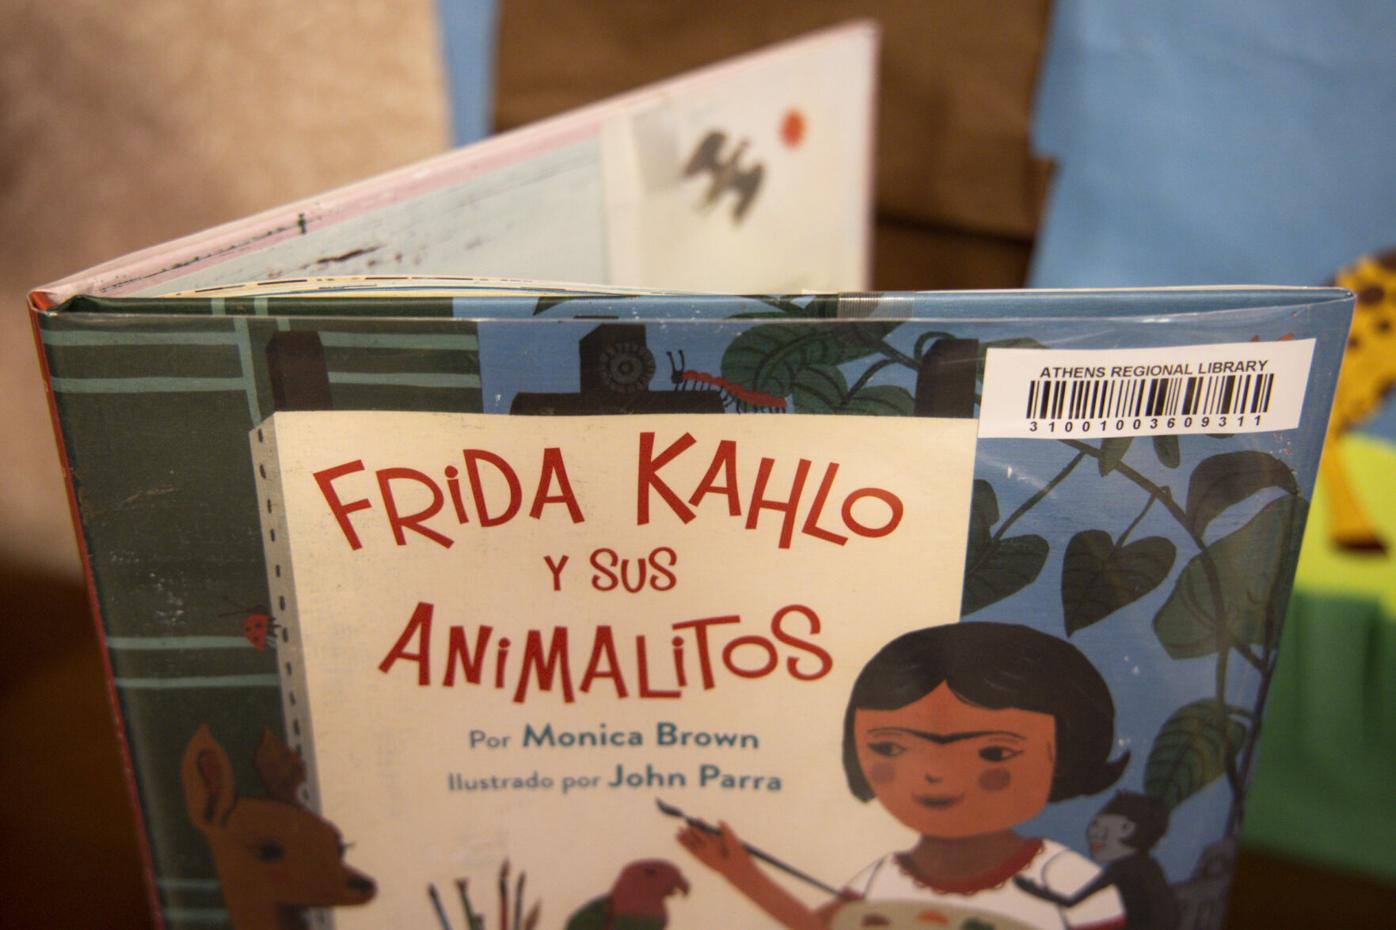 ATHENS REGIONAL LIBRARY
31001003609311
FRiDA KAHLO
Y SUS
ANiMALiTOS
Por Monica Brown
Ilustrado por John Parra